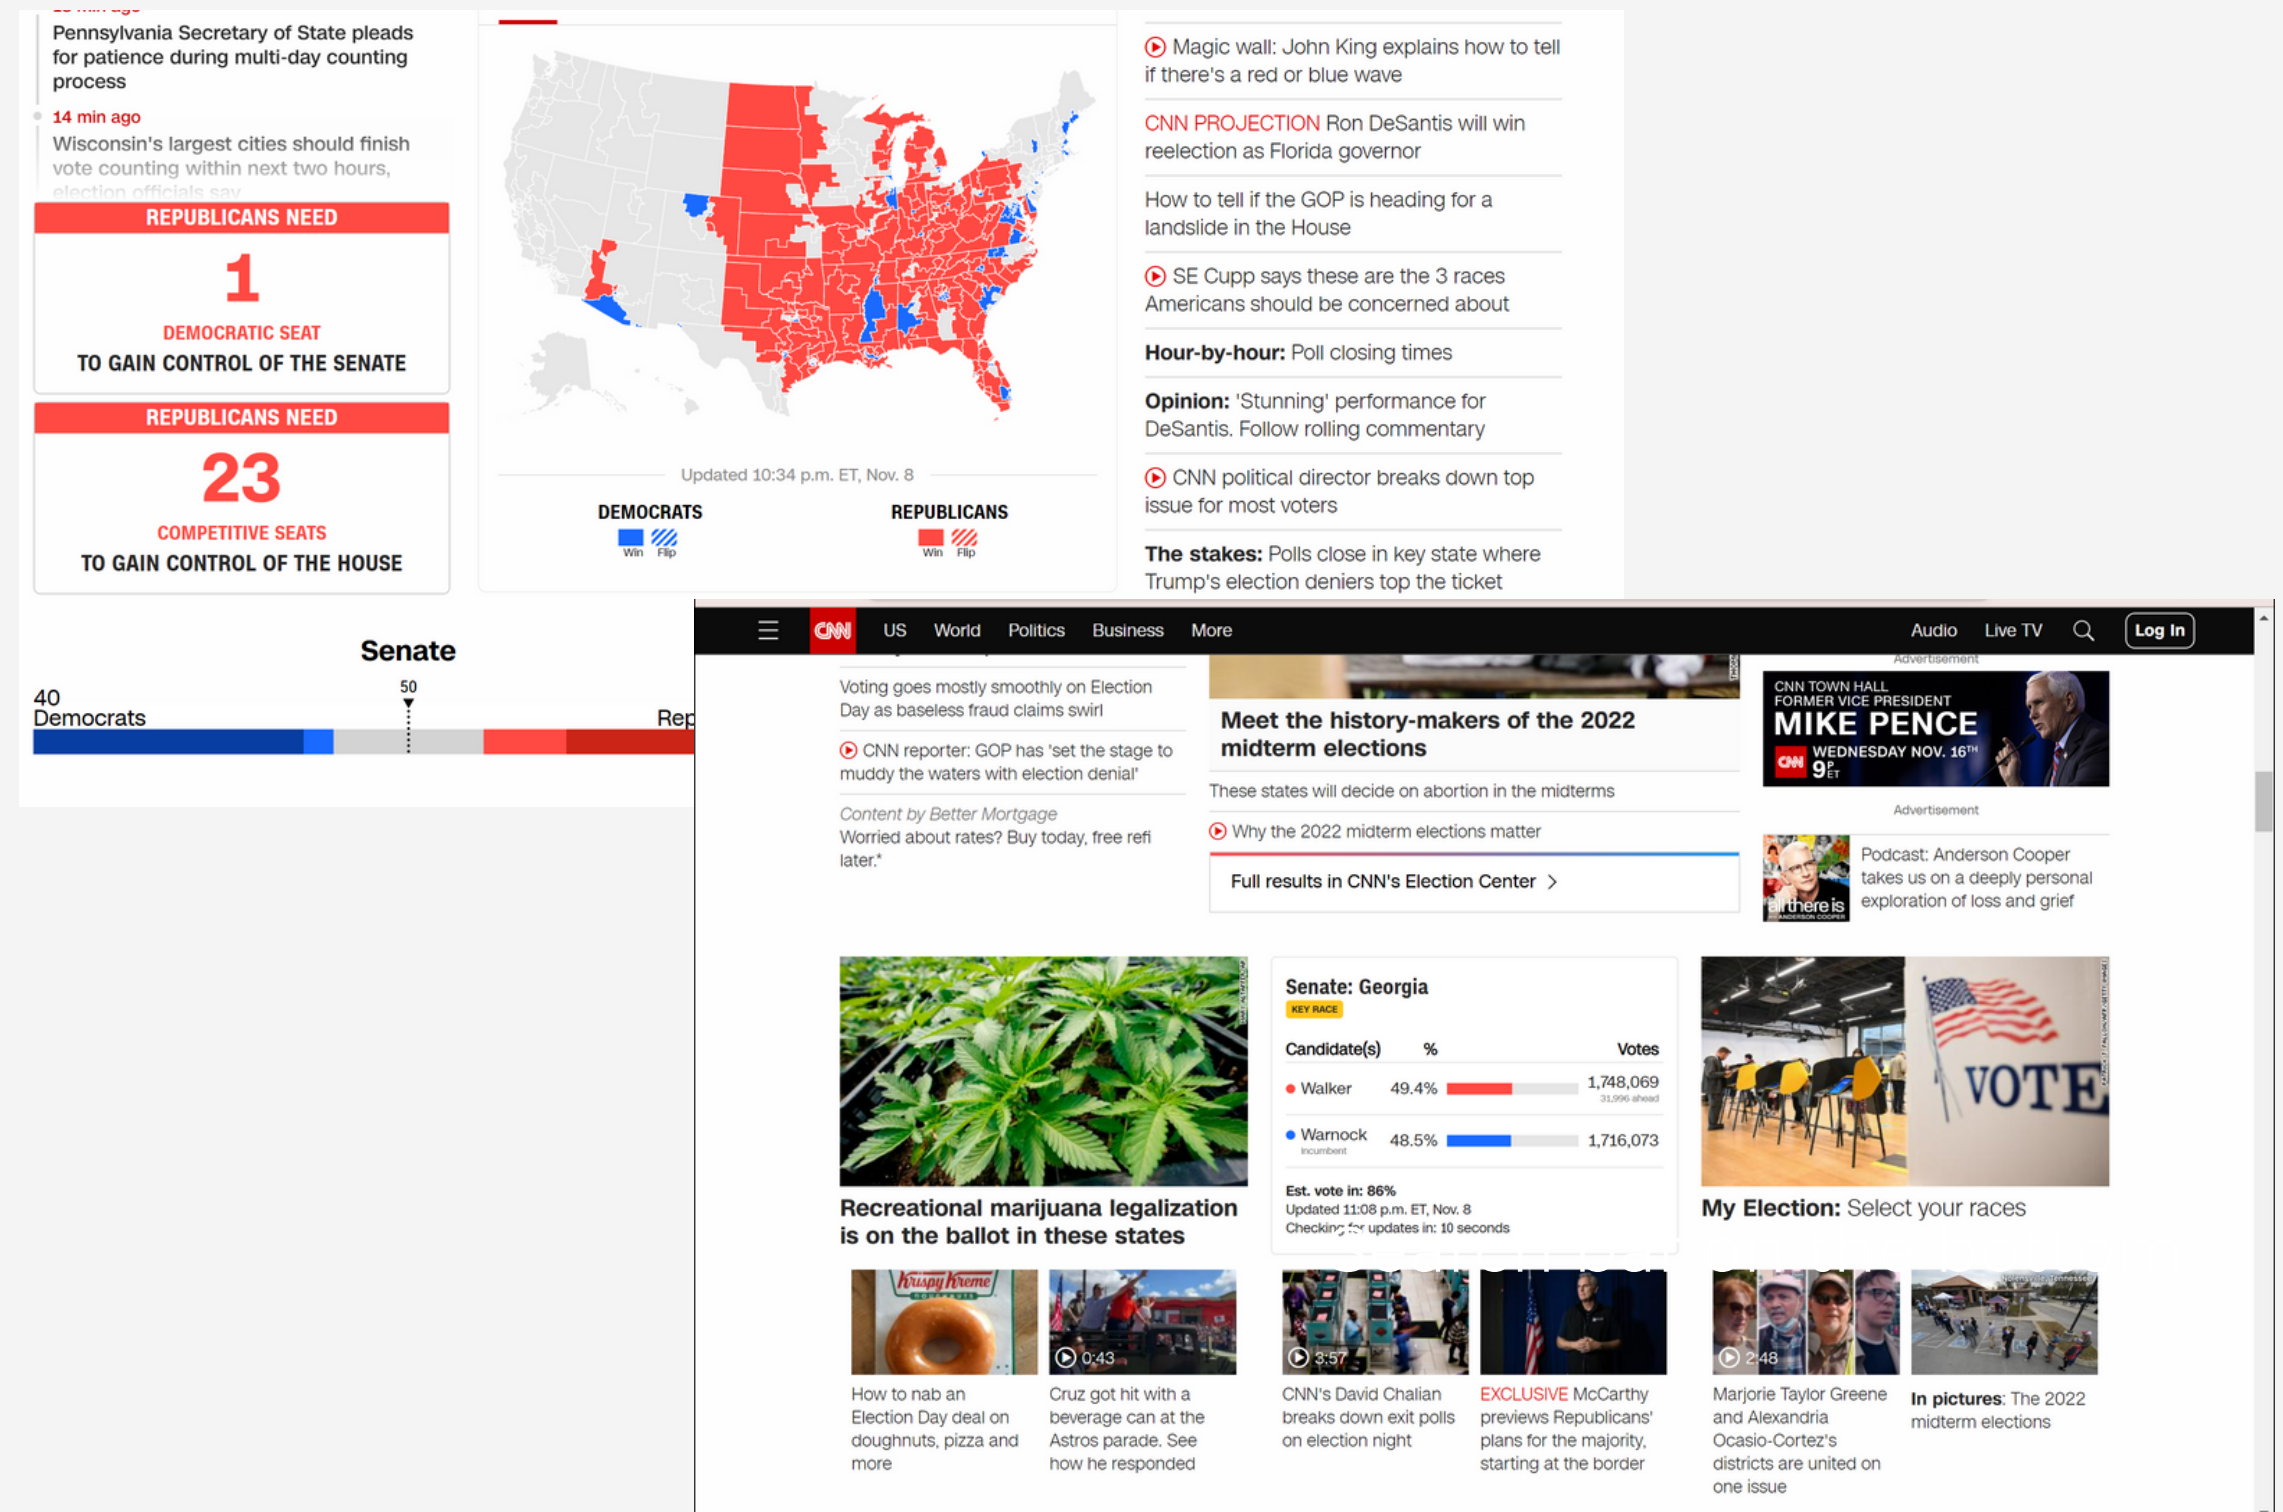 Pennsylvania Secretary of State pleads
for patience during multi-day counting
process
14 min ago
Wisconsin's largest cities should finish
vote counting within next two hours,
election officials say
REPUBLICANS NEED
1
DEMOCRATIC SEAT
TO GAIN CONTROL OF THE SENATE
REPUBLICANS NEED
23
COMPETITIVE SEATS
TO GAIN CONTROL OF THE HOUSE
Updated 10:34 p.m. ET, Nov. 8
DEMOCRATS
Win Flip
REPUBLICANS
Win Flip
Magic wall: John King explains how to tell
if there's a red or blue wave
CNN PROJECTION Ron DeSantis will win
reelection as Florida governor
How to tell if the GOP is heading for a
landslide in the House
SE Cupp says these are the 3 races
Americans should be concerned about
Hour-by-hour: Poll closing times
Opinion: 'Stunning' performance for
DeSantis. Follow rolling commentary
CNN political director breaks down top
issue for most voters
The stakes: Polls close in key state where
Trump's election deniers top the ticket
Senate
50
40
Democrats
Rep
CNN US World Politics Business More Audio Live TV Log In
Voting goes mostly smoothly on Election
Day as baseless fraud claims swirl
CNN reporter: GOP has 'set the stage to
muddy the waters with election denial'
Content by Better Mortgage
Worried about rates? Buy today, free refi
later.*
Meet the history-makers of the 2022
midterm elections
These states will decide on abortion in the midterms
Why the 2022 midterm elections matter
Full results in CNN's Election Center >
Advertisement
CNN TOWN HALL
FORMER VICE PRESIDENT
MIKE PENCE
CNN WEDNESDAY NOV. 16TH
9P ET
Advertisement
all there is
ANDERSON COOPER
Podcast: Anderson Cooper
takes us on a deeply personal
exploration of loss and grief
Recreational marijuana legalization
is on the ballot in these states
Senate: Georgia
KEY RACE
Candidate(s) % Votes
Walker 49.4% 1,748,069
31,996 ahead
Warnock 48.5% 1,716,073
Incumbent
Est. vote in: 86%
Updated 11:08 p.m. ET, Nov. 8
Checking for updates in: 10 seconds
VOTE
My Election: Select your races
Krispy Kreme
DOUGHNUTS
How to nab an
Election Day deal on
doughnuts, pizza and
more
0:43
Cruz got hit with a
beverage can at the
Astros parade. See
how he responded
3:57
CNN's David Chalian
breaks down exit polls
on election night
EXCLUSIVE McCarthy
previews Republicans'
plans for the majority,
starting at the border
2:48
Marjorie Taylor Greene
and Alexandria
Ocasio-Cortez's
districts are united on
one issue
Nolensville, Tennessee
In pictures: The 2022
midterm elections